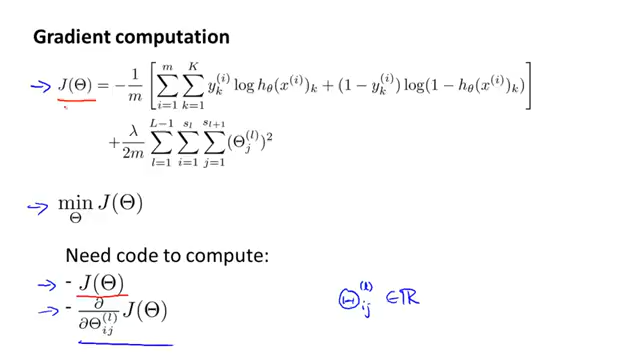 Gradient computation
→ J(Θ) = -1/m [ Σ_{i=1}^{m} Σ_{k=1}^{K} y_k^{(i)} log h_θ(x^{(i)})_k + (1 - y_k^{(i)}) log(1 - h_θ(x^{(i)})_k) ]
+ λ/2m Σ_{l=1}^{L-1} Σ_{i=1}^{s_l} Σ_{j=1}^{s_{l+1}} (Θ_j^{(l)})^2
→ min_Θ J(Θ)
Need code to compute:
→ - J(Θ)
→ - ∂/∂Θ_{ij}^{(l)} J(Θ)
Θ_{ij}^{(l)} ∈ ℝ